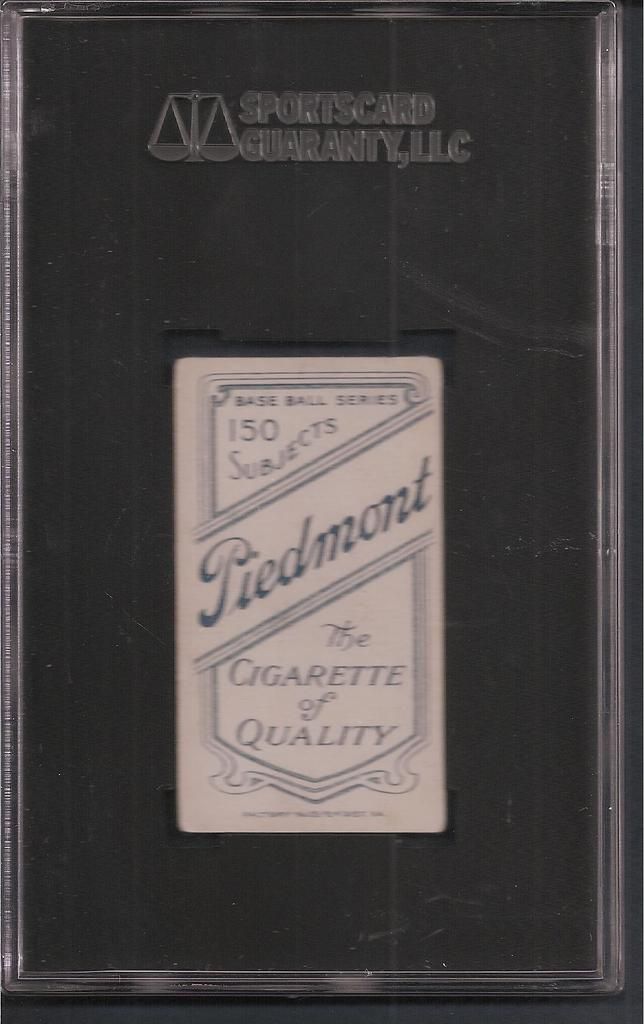 SPORTSCARD
GUARANTY, LLC
BASE BALL SERIES
150
SUBJECTS
Piedmont
The
CIGARETTE
of
QUALITY